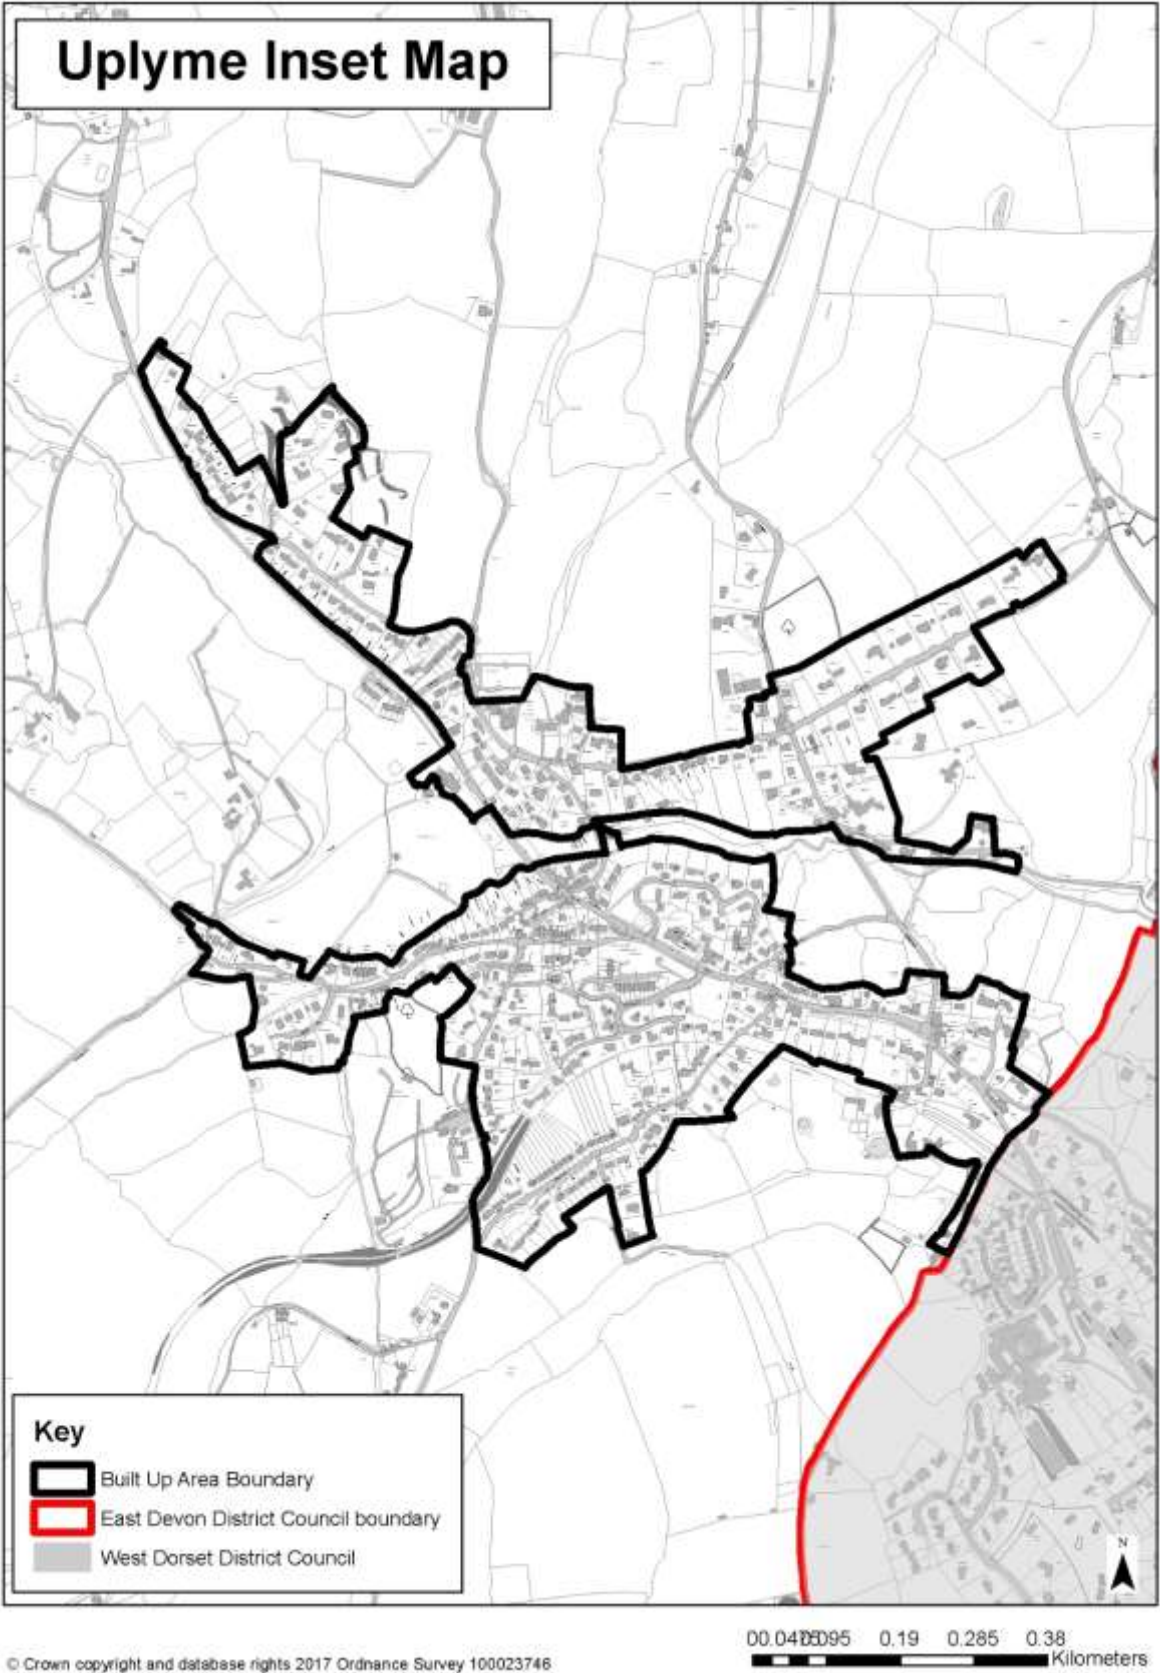 Uplyme Inset Map
Key
Built Up Area Boundary
East Devon District Council boundary
West Dorset District Council
N
0 0.19 0.285 0.38
Kilometers
© Crown copyright and database rights 2017 Ordnance Survey 100023746